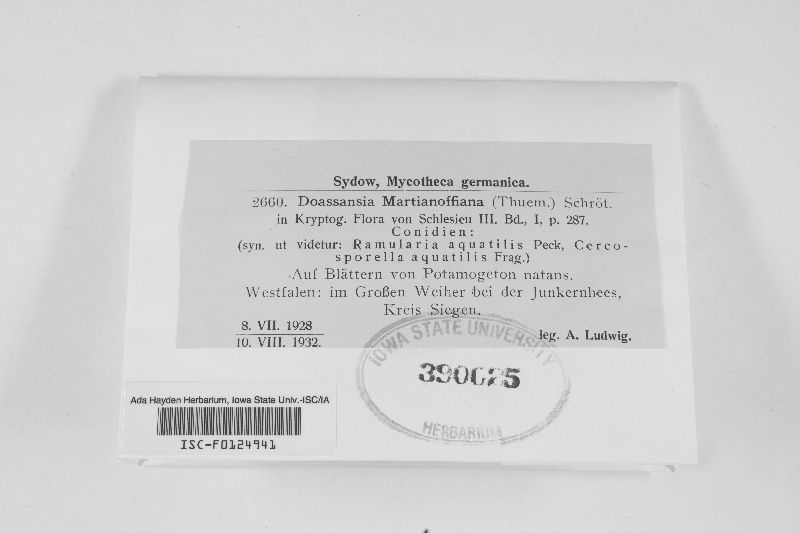 Sydow, Mycotheca germanica.
2660. Doassansia Martianoffiana (Thuem.) Schröt.
in Kryptog. Flora von Schlesieu III. Bd., I, p. 287.
Conidien:
(syn. ut videtur: Ramularia aquatilis Peck, Cerco-
sporella aquatilis Frag.)
Auf Blättern von Potamogeton natans.
Westfalen: im Großen Weiher bei der Junkernhees,
Kreis Siegen.
8. VII. 1928
10. VIII. 1932.
leg. A. Ludwig.
IOWA STATE UNIVERSITY
HERBARIUM
Ada Hayden Herbarium, Iowa State Univ.-ISC/IA
ISC-F0124941